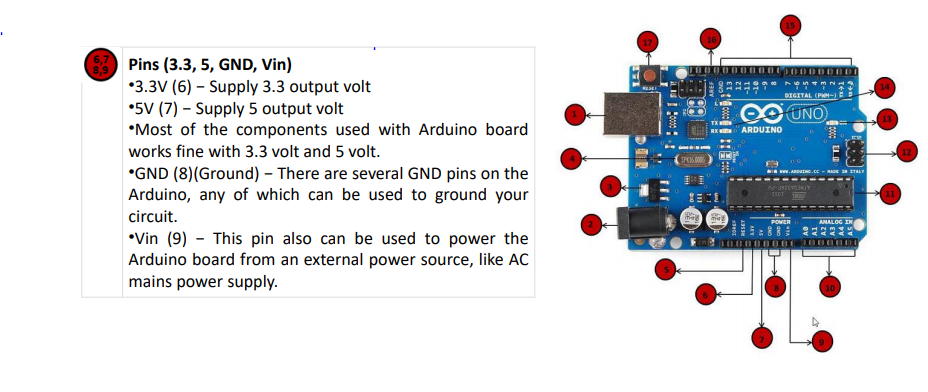 6,7
8,9
Pins (3.3, 5, GND, Vin)
•3.3V (6) – Supply 3.3 output volt
•5V (7) – Supply 5 output volt
•Most of the components used with Arduino board
works fine with 3.3 volt and 5 volt.
•GND (8)(Ground) – There are several GND pins on the
Arduino, any of which can be used to ground your
circuit.
•Vin (9) – This pin also can be used to power the
Arduino board from an external power source, like AC
mains power supply.
17
16
15
RESET
AREF
GND
13
12
~11
~10
~9
8
7
~6
~5
4
~3
2
DIGITAL (PWM~)
14
1
L
TX
RX
UNO
ARDUINO
13
ICSP
12
4
WWW.ARDUINO.CC - MADE IN ITALY
3
11
2
POWER
ANALOG IN
IOREF
RESET
3.3V
5V
GND
GND
Vin
A0
A1
A2
A3
A4
A5
5
6
8
10
7
9